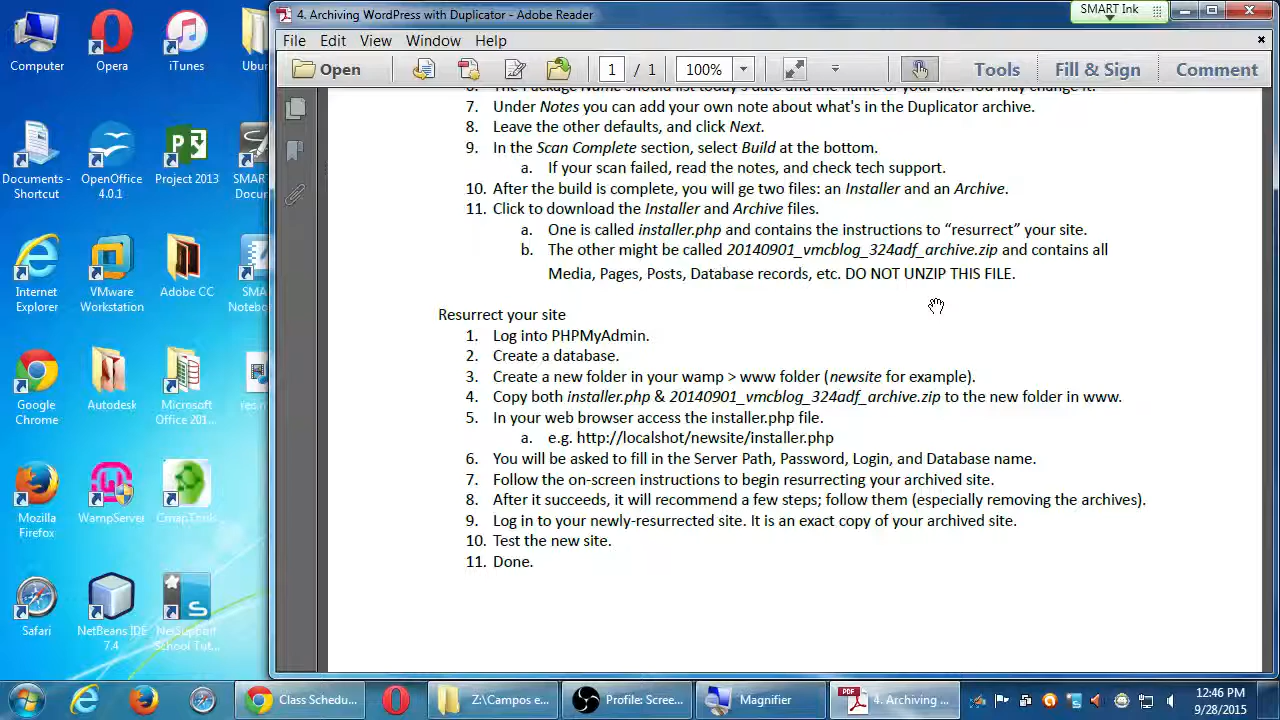 4. Archiving WordPress with Duplicator - Adobe Reader
SMART Ink
File Edit View Window Help
Open 1 / 1 100% Tools Fill & Sign Comment
Computer
Opera
iTunes
Documents - Shortcut
OpenOffice 4.0.1
Project 2013
Internet Explorer
VMware Workstation
Adobe CC
Google Chrome
Autodesk
Microsoft Office 201...
Mozilla Firefox
WampServer
CmapTools
Safari
NetBeans IDE 7.4
NetSupport School Tut...
7. Under Notes you can add your own note about what's in the Duplicator archive.
8. Leave the other defaults, and click Next.
9. In the Scan Complete section, select Build at the bottom.
a. If your scan failed, read the notes, and check tech support.
10. After the build is complete, you will ge two files: an Installer and an Archive.
11. Click to download the Installer and Archive files.
a. One is called installer.php and contains the instructions to “resurrect” your site.
b. The other might be called 20140901_vmcblog_324adf_archive.zip and contains all
Media, Pages, Posts, Database records, etc. DO NOT UNZIP THIS FILE.
Resurrect your site
1. Log into PHPMyAdmin.
2. Create a database.
3. Create a new folder in your wamp > www folder (newsite for example).
4. Copy both installer.php & 20140901_vmcblog_324adf_archive.zip to the new folder in www.
5. In your web browser access the installer.php file.
a. e.g. http://localshot/newsite/installer.php
6. You will be asked to fill in the Server Path, Password, Login, and Database name.
7. Follow the on-screen instructions to begin resurrecting your archived site.
8. After it succeeds, it will recommend a few steps; follow them (especially removing the archives).
9. Log in to your newly-resurrected site. It is an exact copy of your archived site.
10. Test the new site.
11. Done.
Class Schedu...
Z:\Campos e...
Profile: Scree...
Magnifier
4. Archiving ...
12:46 PM
9/28/2015